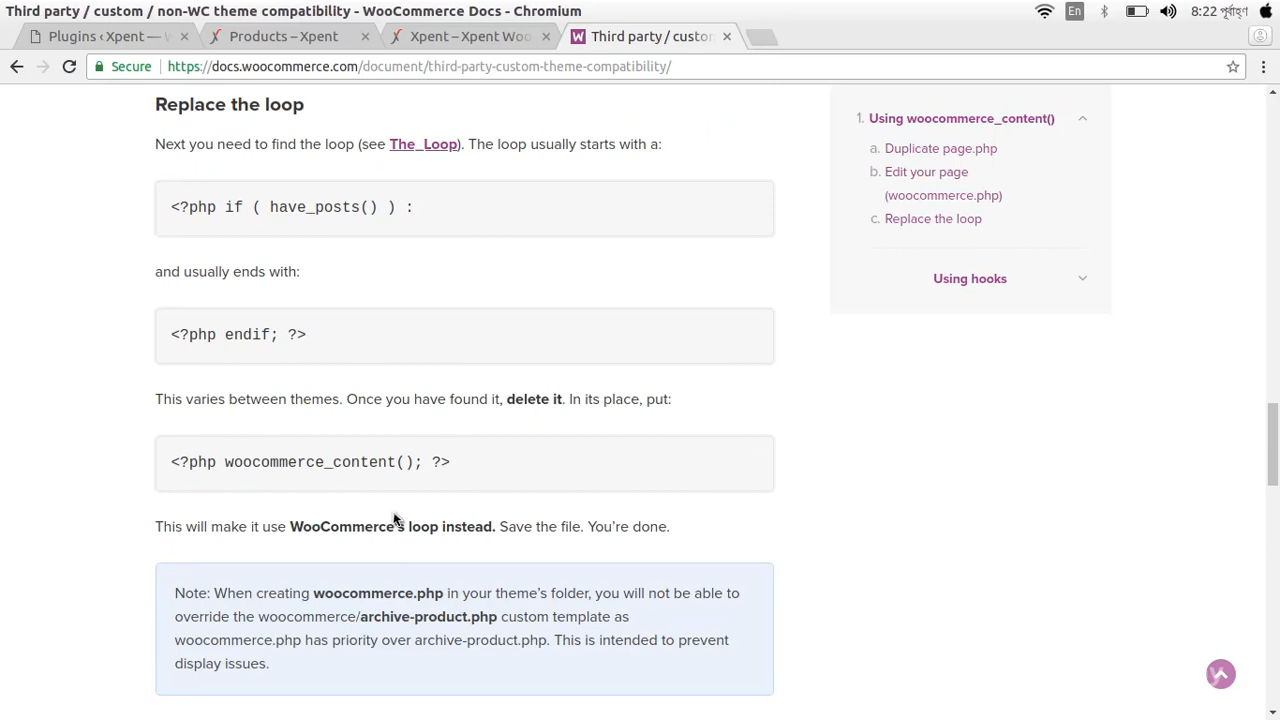 Third party / custom / non-WC theme compatibility - WooCommerce Docs - Chromium
En
8:22 পূর্বাহ্ণ
Plugins ‹ Xpent — W
Products – Xpent
Xpent – Xpent Woo
Third party / custo
Secure
https://docs.woocommerce.com/document/third-party-custom-theme-compatibility/
Replace the loop
Next you need to find the loop (see The_Loop). The loop usually starts with a:
<?php if ( have_posts() ) :
and usually ends with:
<?php endif; ?>
This varies between themes. Once you have found it, delete it. In its place, put:
<?php woocommerce_content(); ?>
This will make it use WooCommerce’s loop instead. Save the file. You’re done.
Note: When creating woocommerce.php in your theme’s folder, you will not be able to
override the woocommerce/archive-product.php custom template as
woocommerce.php has priority over archive-product.php. This is intended to prevent
display issues.
1. Using woocommerce_content()
a. Duplicate page.php
b. Edit your page
(woocommerce.php)
c. Replace the loop
Using hooks